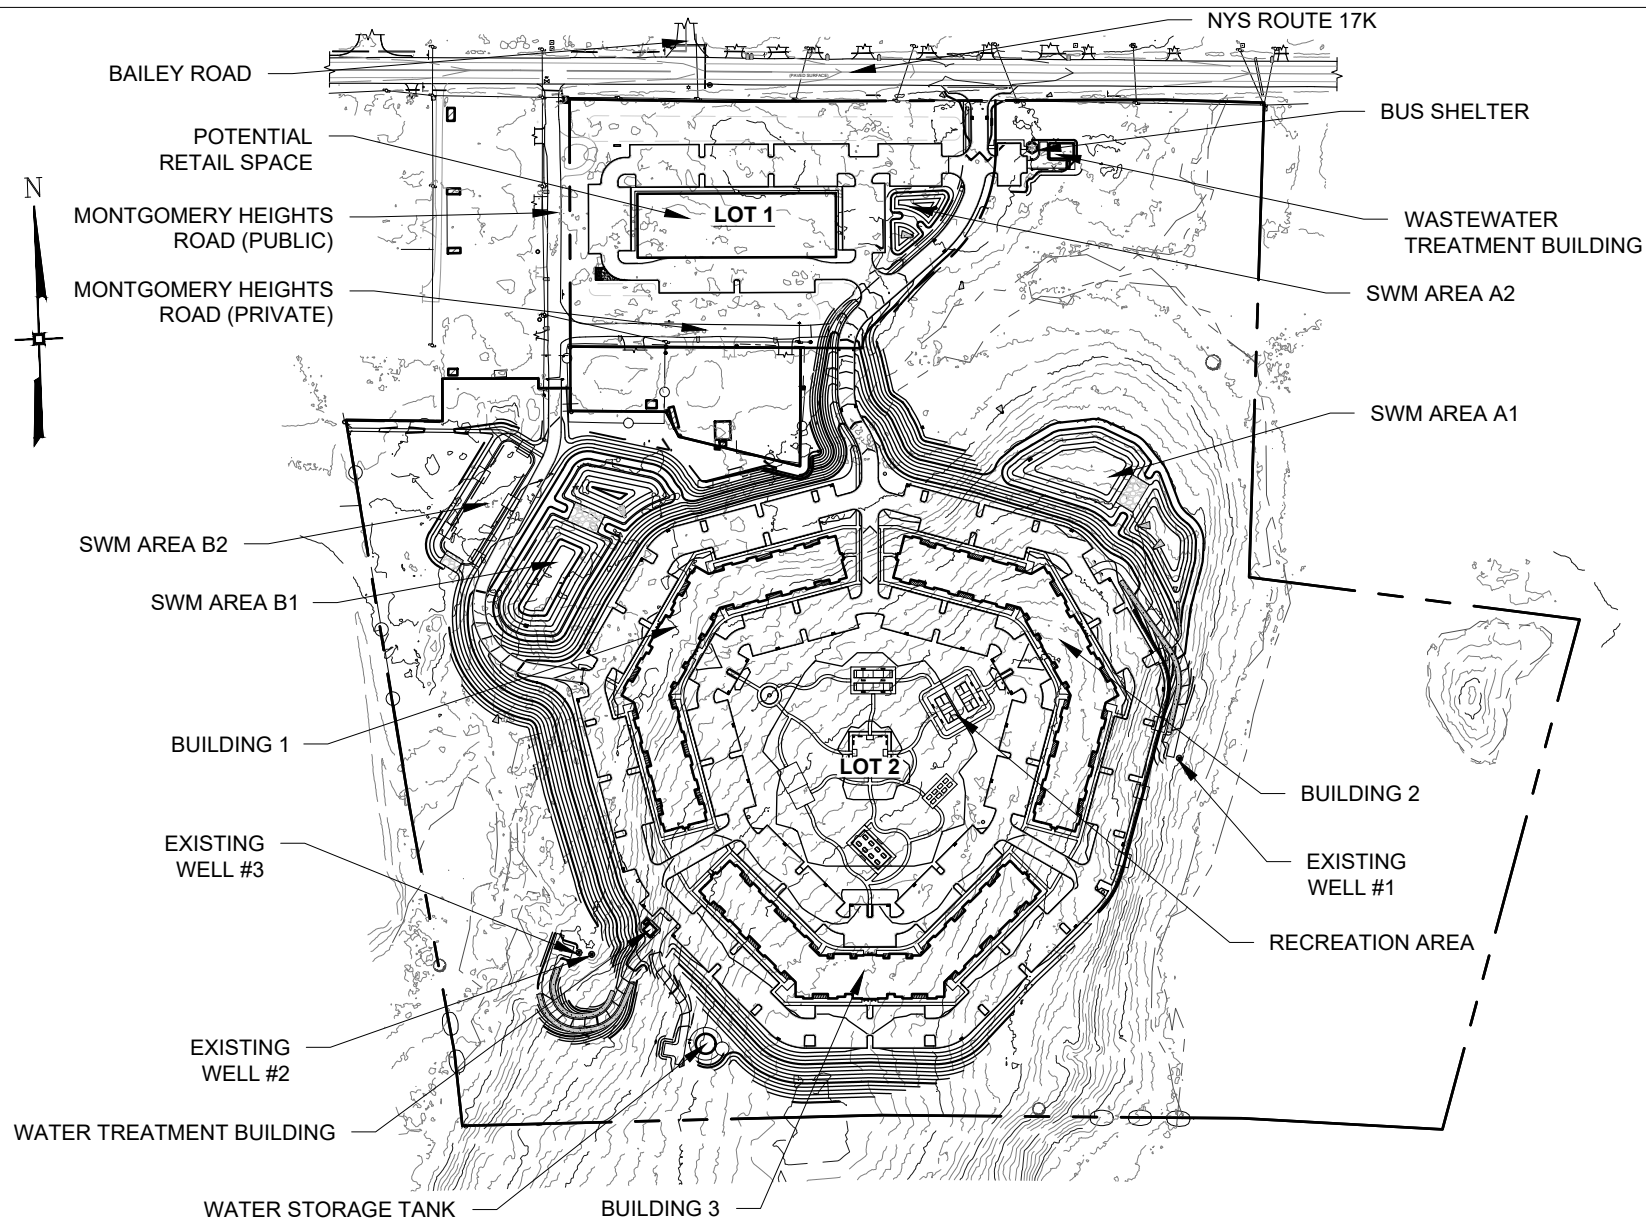 NYS ROUTE 17K
BAILEY ROAD
BUS SHELTER
POTENTIAL
RETAIL SPACE
N
LOT 1
MONTGOMERY HEIGHTS
ROAD (PUBLIC)
WASTEWATER
TREATMENT BUILDING
MONTGOMERY HEIGHTS
ROAD (PRIVATE)
SWM AREA A2
SWM AREA A1
SWM AREA B2
SWM AREA B1
BUILDING 1
LOT 2
BUILDING 2
EXISTING
WELL #3
EXISTING
WELL #1
RECREATION AREA
EXISTING
WELL #2
WATER TREATMENT BUILDING
WATER STORAGE TANK
BUILDING 3